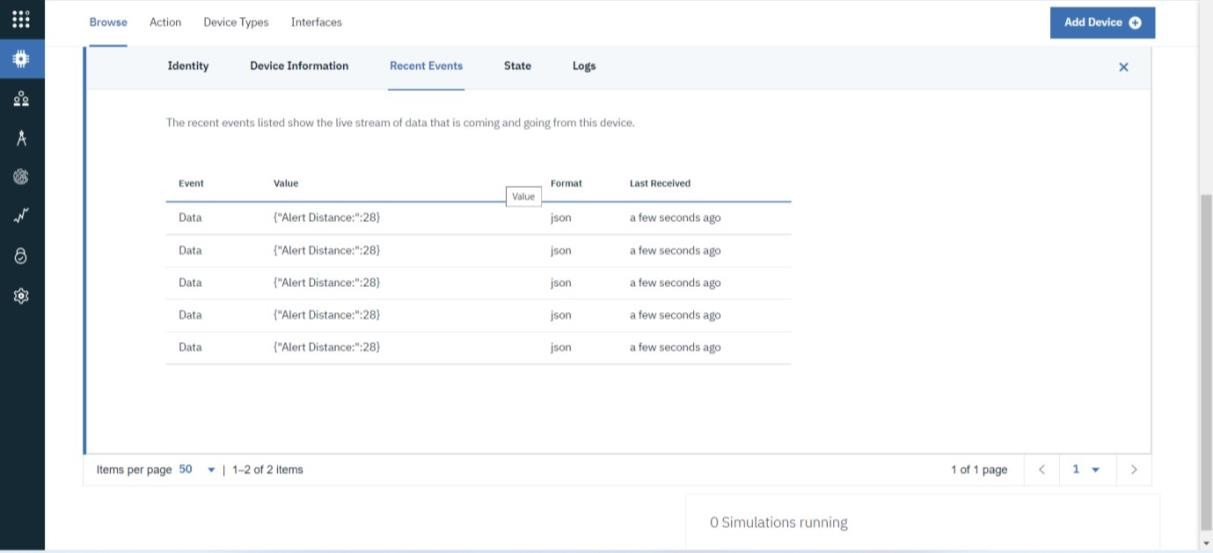 Browse Action Device Types Interfaces Add Device
Identity Device Information Recent Events State Logs
The recent events listed show the live stream of data that is coming and going from this device.
Event Value Format Last Received
Value
Data {"Alert Distance:":28} json a few seconds ago
Data {"Alert Distance:":28} json a few seconds ago
Data {"Alert Distance:":28} json a few seconds ago
Data {"Alert Distance:":28} json a few seconds ago
Data {"Alert Distance:":28} json a few seconds ago
Items per page 50 | 1–2 of 2 items 1 of 1 page 1
0 Simulations running